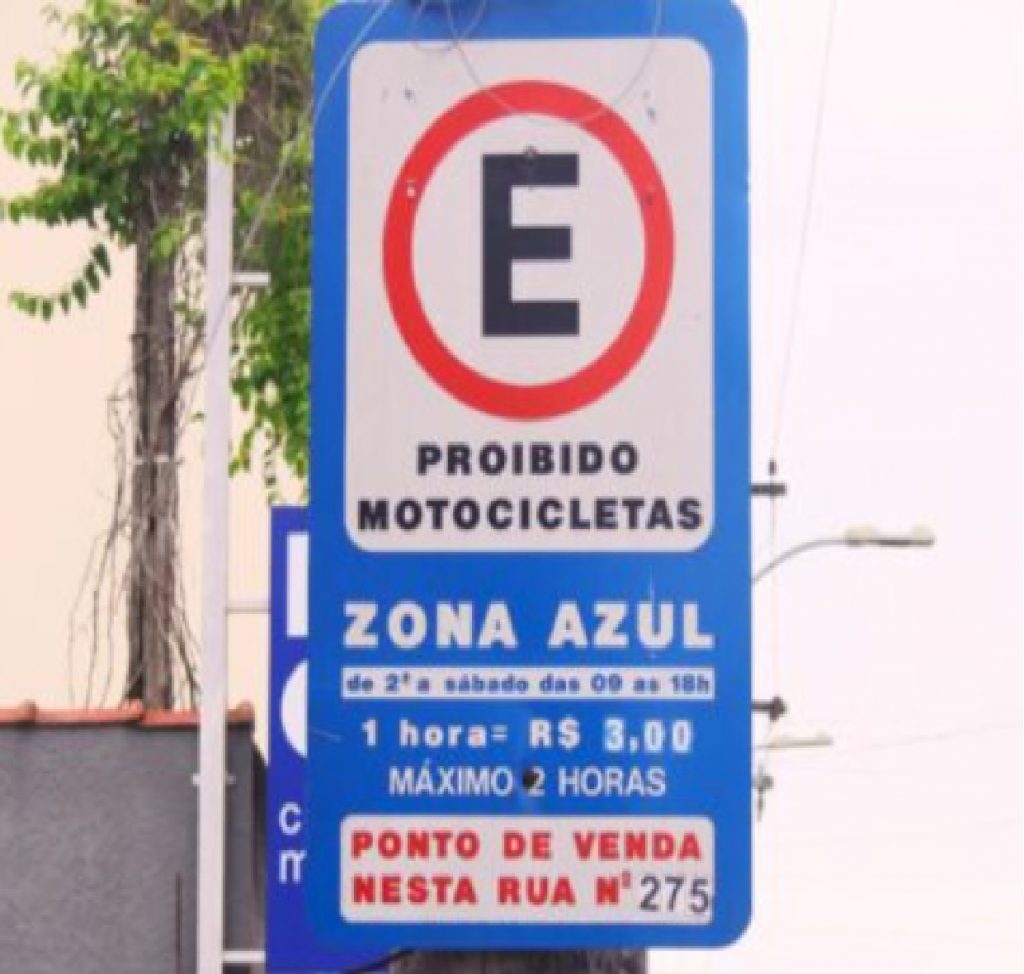 E
PROIBIDO
MOTOCICLETAS
ZONA AZUL
de 2ª a sábado das 09 as 18h
1 hora= R$ 3,00
MÁXIMO 2 HORAS
PONTO DE VENDA
NESTA RUA Nº 275
c
m